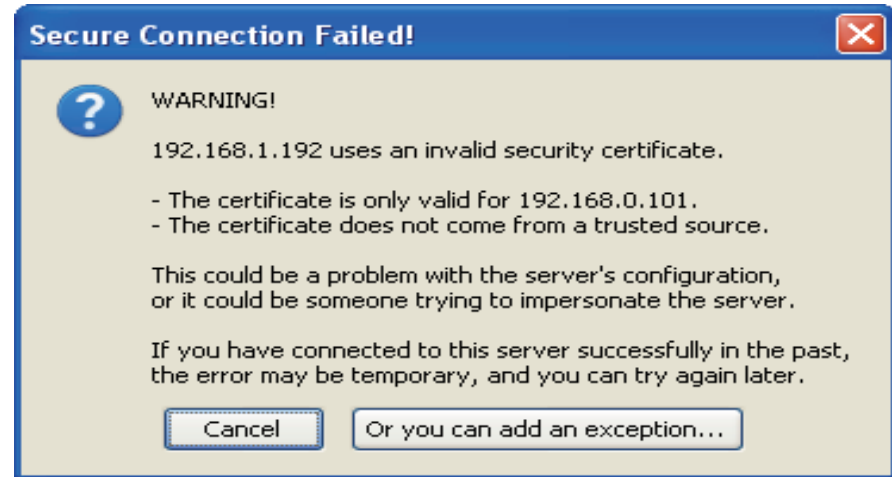 Secure Connection Failed!
WARNING!
192.168.1.192 uses an invalid security certificate.
- The certificate is only valid for 192.168.0.101.
- The certificate does not come from a trusted source.
This could be a problem with the server's configuration,
or it could be someone trying to impersonate the server.
If you have connected to this server successfully in the past,
the error may be temporary, and you can try again later.
Cancel
Or you can add an exception...